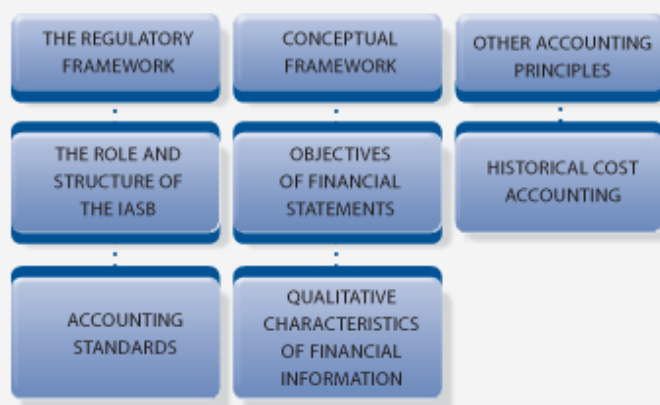 THE REGULATORY
FRAMEWORK
CONCEPTUAL
FRAMEWORK
OTHER ACCOUNTING
PRINCIPLES
THE ROLE AND
STRUCTURE OF
THE IASB
OBJECTIVES
OF FINANCIAL
STATEMENTS
HISTORICAL COST
ACCOUNTING
ACCOUNTING
STANDARDS
QUALITATIVE
CHARACTERISTICS
OF FINANCIAL
INFORMATION